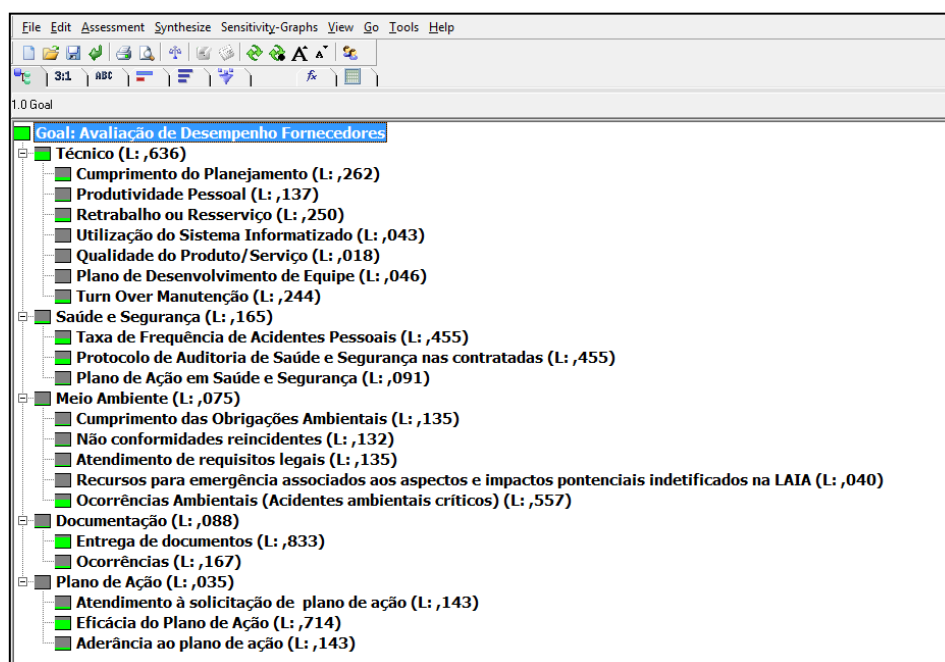 File Edit Assessment Synthesize Sensitivity-Graphs View Go Tools Help
A A
3:1 ABC fx
1.0 Goal
Goal: Avaliação de Desempenho Fornecedores
Técnico (L: ,636)
Cumprimento do Planejamento (L: ,262)
Produtividade Pessoal (L: ,137)
Retrabalho ou Resserviço (L: ,250)
Utilização do Sistema Informatizado (L: ,043)
Qualidade do Produto/Serviço (L: ,018)
Plano de Desenvolvimento de Equipe (L: ,046)
Turn Over Manutenção (L: ,244)
Saúde e Segurança (L: ,165)
Taxa de Frequência de Acidentes Pessoais (L: ,455)
Protocolo de Auditoria de Saúde e Segurança nas contratadas (L: ,455)
Plano de Ação em Saúde e Segurança (L: ,091)
Meio Ambiente (L: ,075)
Cumprimento das Obrigações Ambientais (L: ,135)
Não conformidades reincidentes (L: ,132)
Atendimento de requisitos legais (L: ,135)
Recursos para emergência associados aos aspectos e impactos pontenciais indetificados na LAIA (L: ,040)
Ocorrências Ambientais (Acidentes ambientais críticos) (L: ,557)
Documentação (L: ,088)
Entrega de documentos (L: ,833)
Ocorrências (L: ,167)
Plano de Ação (L: ,035)
Atendimento à solicitação de plano de ação (L: ,143)
Eficácia do Plano de Ação (L: ,714)
Aderância ao plano de ação (L: ,143)